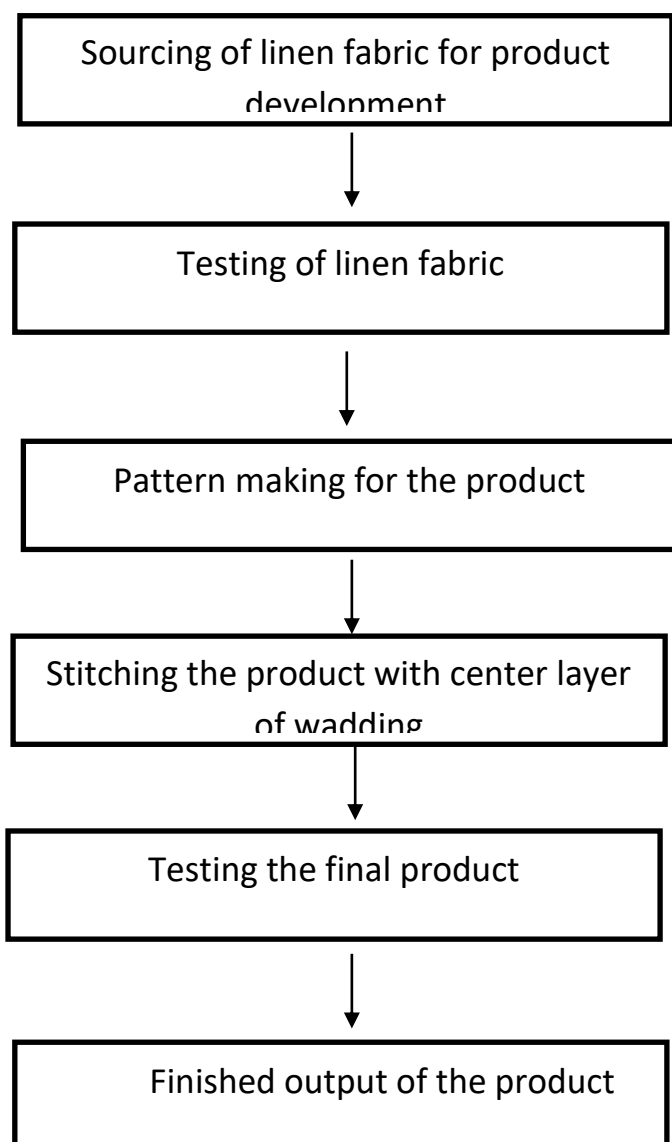 Sourcing of linen fabric for product
development
Testing of linen fabric
Pattern making for the product
Stitching the product with center layer
of wadding
Testing the final product
Finished output of the product